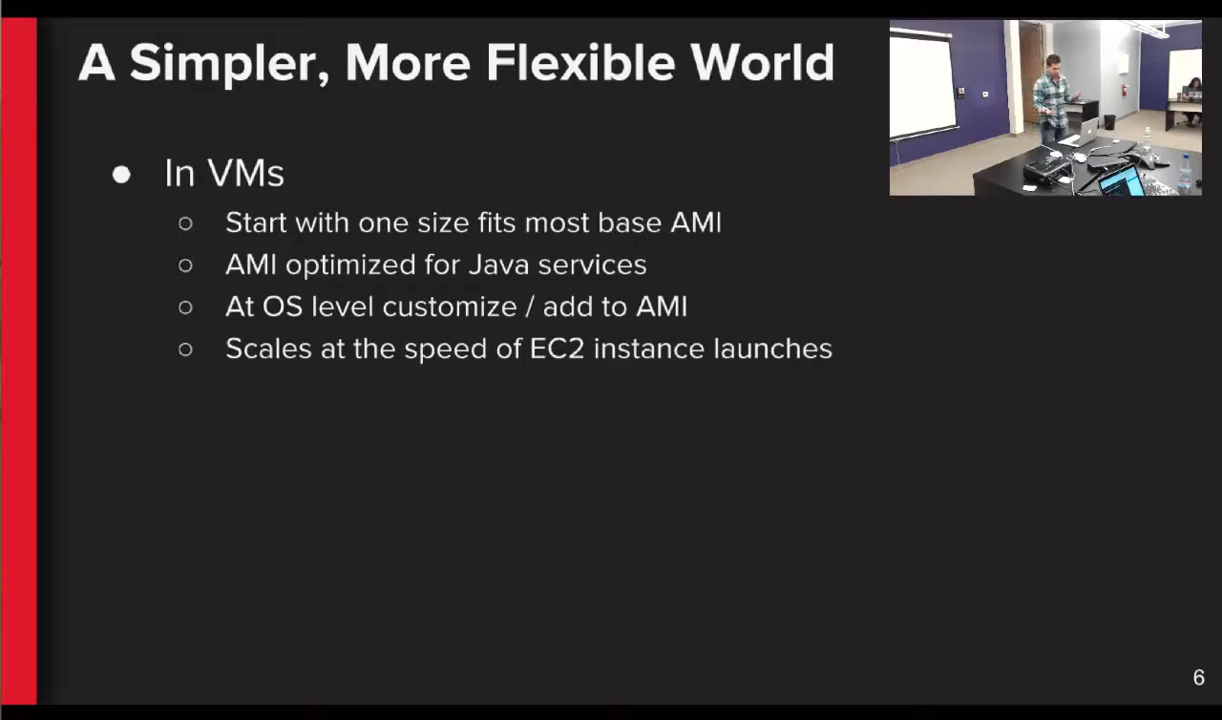 A Simpler, More Flexible World
● In VMs
○ Start with one size fits most base AMI
○ AMI optimized for Java services
○ At OS level customize / add to AMI
○ Scales at the speed of EC2 instance launches
6